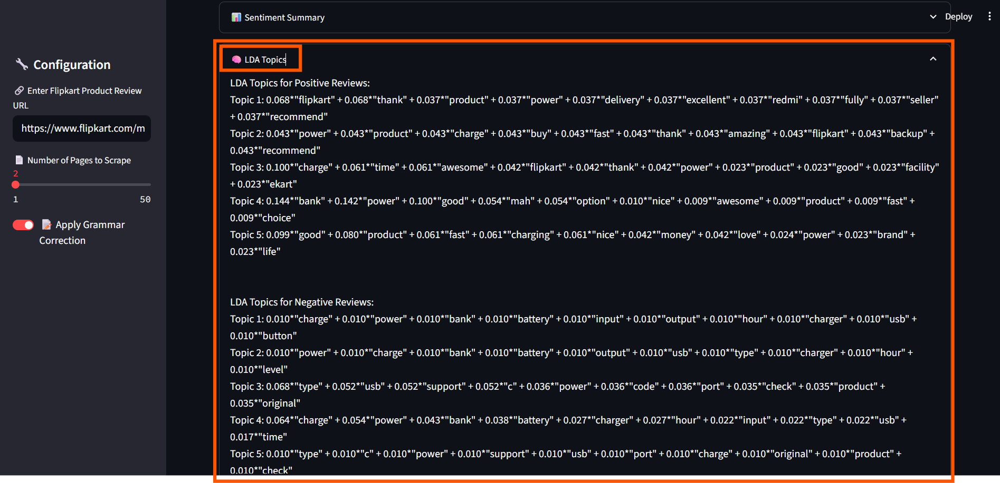 Sentiment Summary
Deploy
Configuration
Enter Flipkart Product Review
URL
https://www.flipkart.com/m
Number of Pages to Scrape
2
1 50
Apply Grammar
Correction
LDA Topics
LDA Topics for Positive Reviews:
Topic 1: 0.068*"flipkart" + 0.068*"thank" + 0.037*"product" + 0.037*"power" + 0.037*"delivery" + 0.037*"excellent" + 0.037*"redmi" + 0.037*"fully" + 0.037*"seller"
+ 0.037*"recommend"
Topic 2: 0.043*"power" + 0.043*"product" + 0.043*"charge" + 0.043*"buy" + 0.043*"fast" + 0.043*"thank" + 0.043*"amazing" + 0.043*"flipkart" + 0.043*"backup" +
0.043*"recommend"
Topic 3: 0.100*"charge" + 0.061*"time" + 0.061*"awesome" + 0.042*"flipkart" + 0.042*"thank" + 0.042*"power" + 0.023*"product" + 0.023*"good" + 0.023*"facility"
+ 0.023*"ekart"
Topic 4: 0.144*"bank" + 0.142*"power" + 0.100*"good" + 0.054*"mah" + 0.054*"option" + 0.010*"nice" + 0.009*"awesome" + 0.009*"product" + 0.009*"fast" +
0.009*"choice"
Topic 5: 0.099*"good" + 0.080*"product" + 0.061*"fast" + 0.061*"charging" + 0.061*"nice" + 0.042*"money" + 0.042*"love" + 0.024*"power" + 0.023*"brand" +
0.023*"life"
LDA Topics for Negative Reviews:
Topic 1: 0.010*"charge" + 0.010*"power" + 0.010*"bank" + 0.010*"battery" + 0.010*"input" + 0.010*"output" + 0.010*"hour" + 0.010*"charger" + 0.010*"usb" +
0.010*"button"
Topic 2: 0.010*"power" + 0.010*"charge" + 0.010*"bank" + 0.010*"battery" + 0.010*"output" + 0.010*"usb" + 0.010*"type" + 0.010*"charger" + 0.010*"hour" +
0.010*"level"
Topic 3: 0.068*"type" + 0.052*"usb" + 0.052*"support" + 0.052*"c" + 0.036*"power" + 0.036*"code" + 0.036*"port" + 0.035*"check" + 0.035*"product" +
0.035*"original"
Topic 4: 0.064*"charge" + 0.054*"power" + 0.043*"bank" + 0.038*"battery" + 0.027*"charger" + 0.027*"hour" + 0.022*"input" + 0.022*"type" + 0.022*"usb" +
0.017*"time"
Topic 5: 0.010*"type" + 0.010*"c" + 0.010*"power" + 0.010*"support" + 0.010*"usb" + 0.010*"port" + 0.010*"charge" + 0.010*"original" + 0.010*"product" +
0.010*"check"